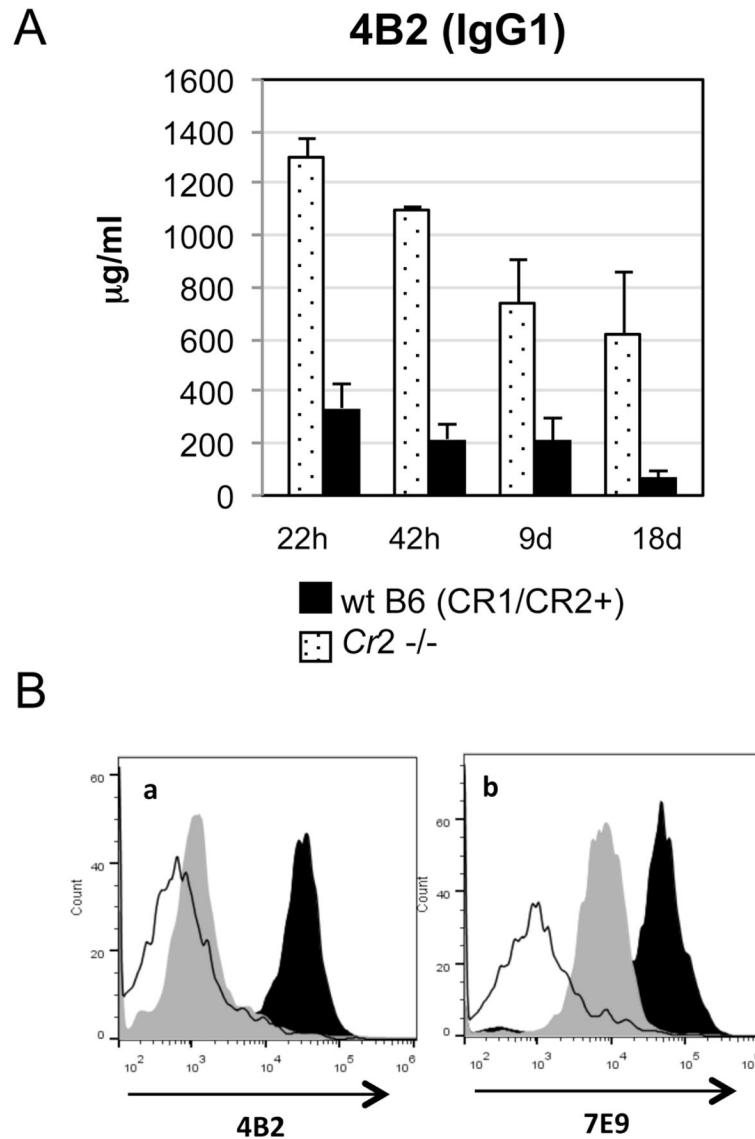 A
4B2 (IgG1)
µg/ml
1600
1400
1200
1000
800
600
400
200
0
22h 42h 9d 18d
wt B6 (CR1/CR2+)
Cr2 -/-
B
a
Count
60
40
20
0
10² 10³ 10⁴ 10⁵ 10⁶
4B2
b
Count
60
40
20
0
10² 10³ 10⁴ 10⁵ 10⁶
7E9